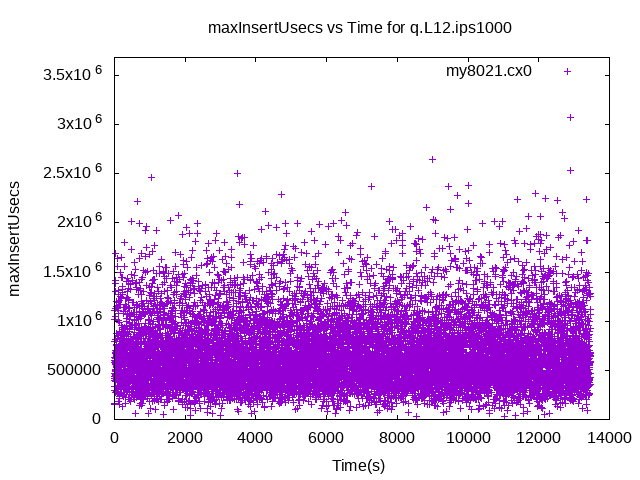 maxInsertUsecs vs Time for q.L12.ips1000
my8021.cx0
maxInsertUsecs
3.5x10 6
3x10 6
2.5x10 6
2x10 6
1.5x10 6
1x10 6
500000
0
0 2000 4000 6000 8000 10000 12000 14000
Time(s)